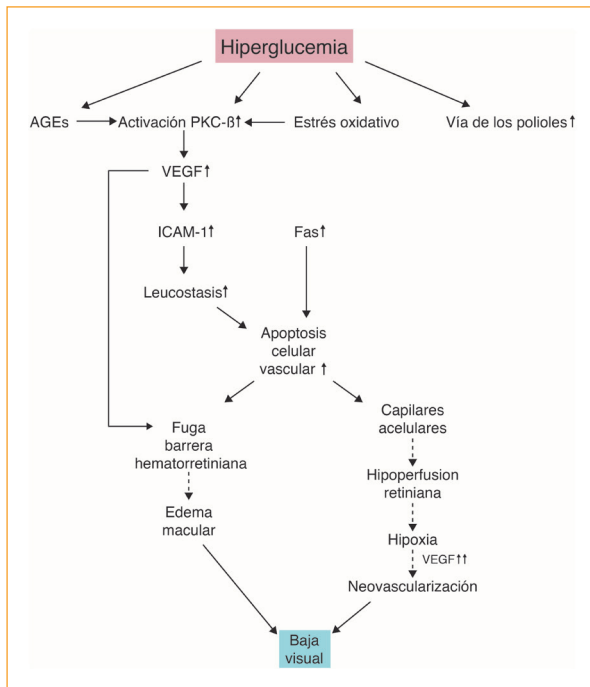 Hiperglucemia
AGEs
Activación PKC-ß↑
Estrés oxidativo
Vía de los polioles↑
VEGF↑
ICAM-1↑
Fas↑
Leucostasis↑
Apoptosis
celular
vascular ↑
Fuga
barrera
hematorretiniana
Capilares
acelulares
Hipoperfusion
retiniana
Edema
macular
Hipoxia
VEGF↑↑
Neovascularización
Baja
visual